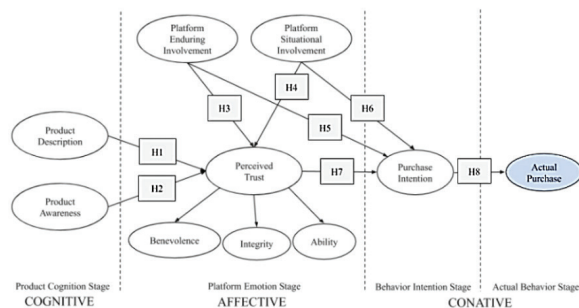 Platform
Enduring
Involvement
Platform
Situational
Involvement
H3
H4
H6
H5
Product
Description
H1
Perceived
Trust
H7
Purchase
Intention
H8
Actual
Purchase
H2
Product
Awareness
Benevolence
Integrity
Ability
Product Cognition Stage
Platform Emotion Stage
Behavior Intention Stage
Actual Behavior Stage
COGNITIVE
AFFECTIVE
CONATIVE